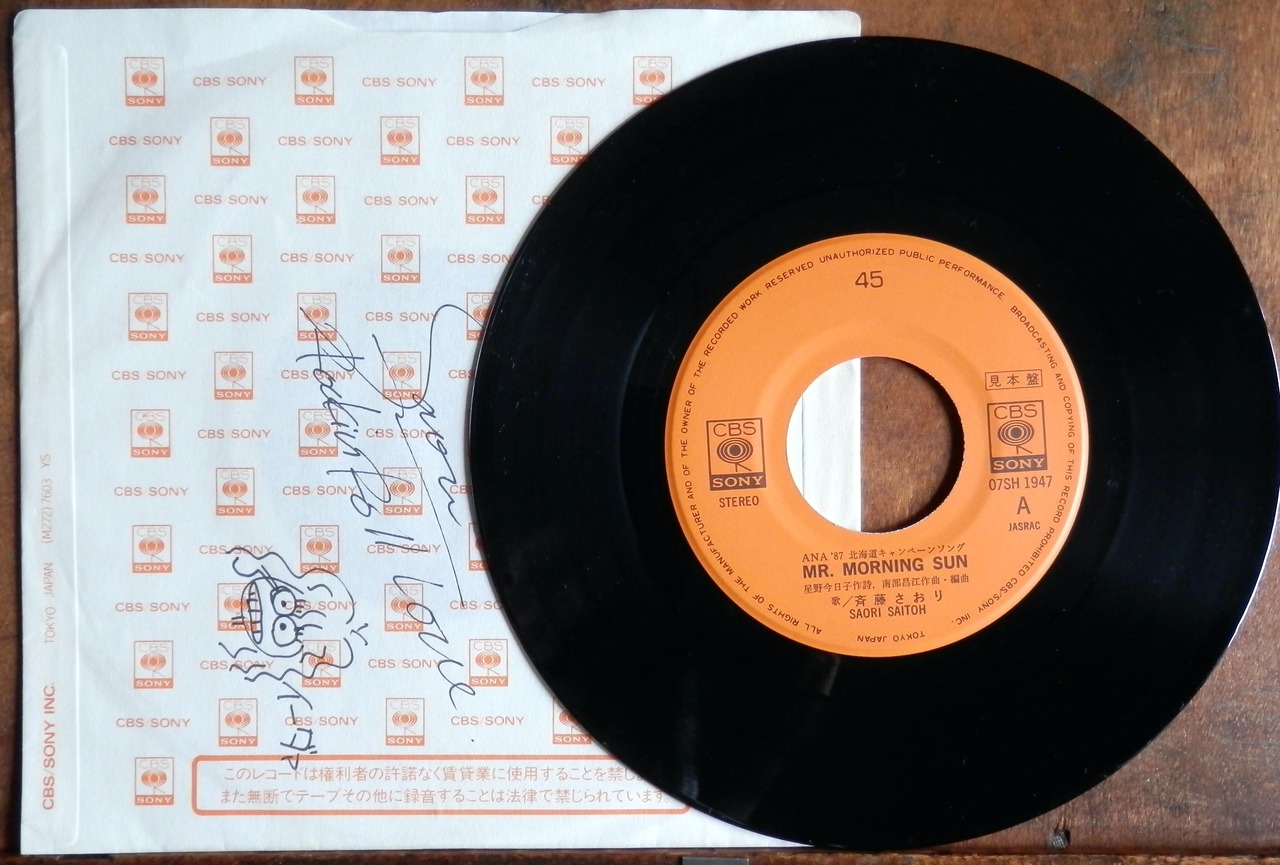 CBS/SONY
このレコードは権利者の許諾なく賃貸業に使用することを禁じ
また無断でテープその他に録音することは法律で禁じられています。
CBS/SONY INC. TOKYO JAPAN (M272) 7603 YS
ALL RIGHTS OF THE MANUFACTURER AND OF THE OWNER OF THE RECORDED WORK RESERVED UNAUTHORIZED PUBLIC PERFORMANCE. BROADCASTING AND COPYING OF THIS RECORD PROHIBITED CBS/SONY INC. TOKYO JAPAN
45
見本盤
CBS
SONY
STEREO
CBS
SONY
07SH 1947
A
JASRAC
ANA '87 北海道キャンペーンソング
MR. MORNING SUN
星野今日子作詩, 南部昌江作曲・編曲
歌／斉藤さおり
SAORI SAITOH